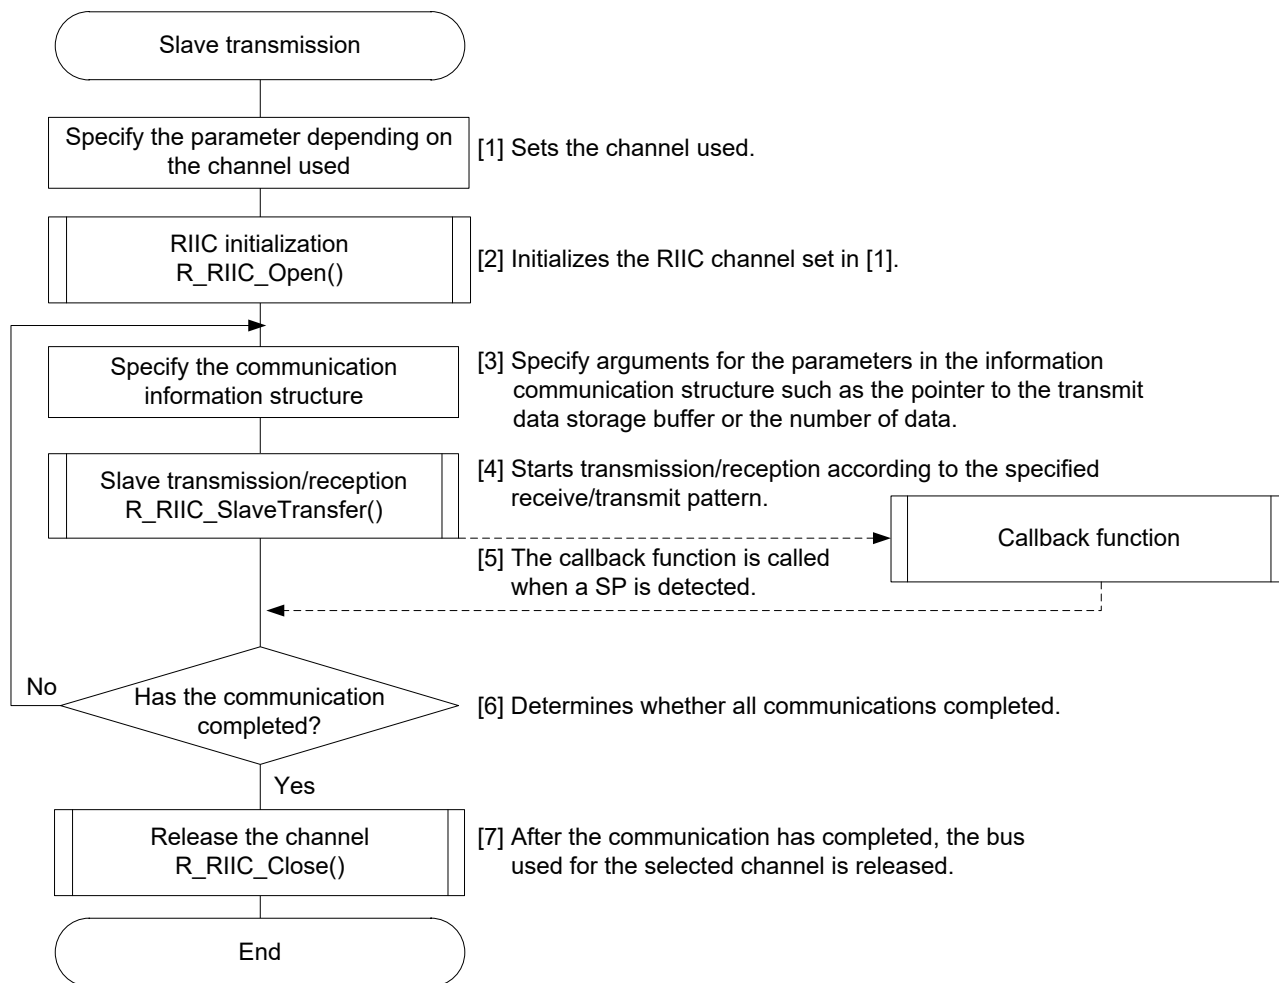 Slave transmission
Specify the parameter depending on
the channel used
[1] Sets the channel used.
RIIC initialization
R_RIIC_Open()
[2] Initializes the RIIC channel set in [1].
Specify the communication
information structure
[3] Specify arguments for the parameters in the information
communication structure such as the pointer to the transmit
data storage buffer or the number of data.
Slave transmission/reception
R_RIIC_SlaveTransfer()
[4] Starts transmission/reception according to the specified
receive/transmit pattern.
Callback function
[5] The callback function is called
when a SP is detected.
No
Has the communication
completed?
[6] Determines whether all communications completed.
Yes
Release the channel
R_RIIC_Close()
[7] After the communication has completed, the bus
used for the selected channel is released.
End